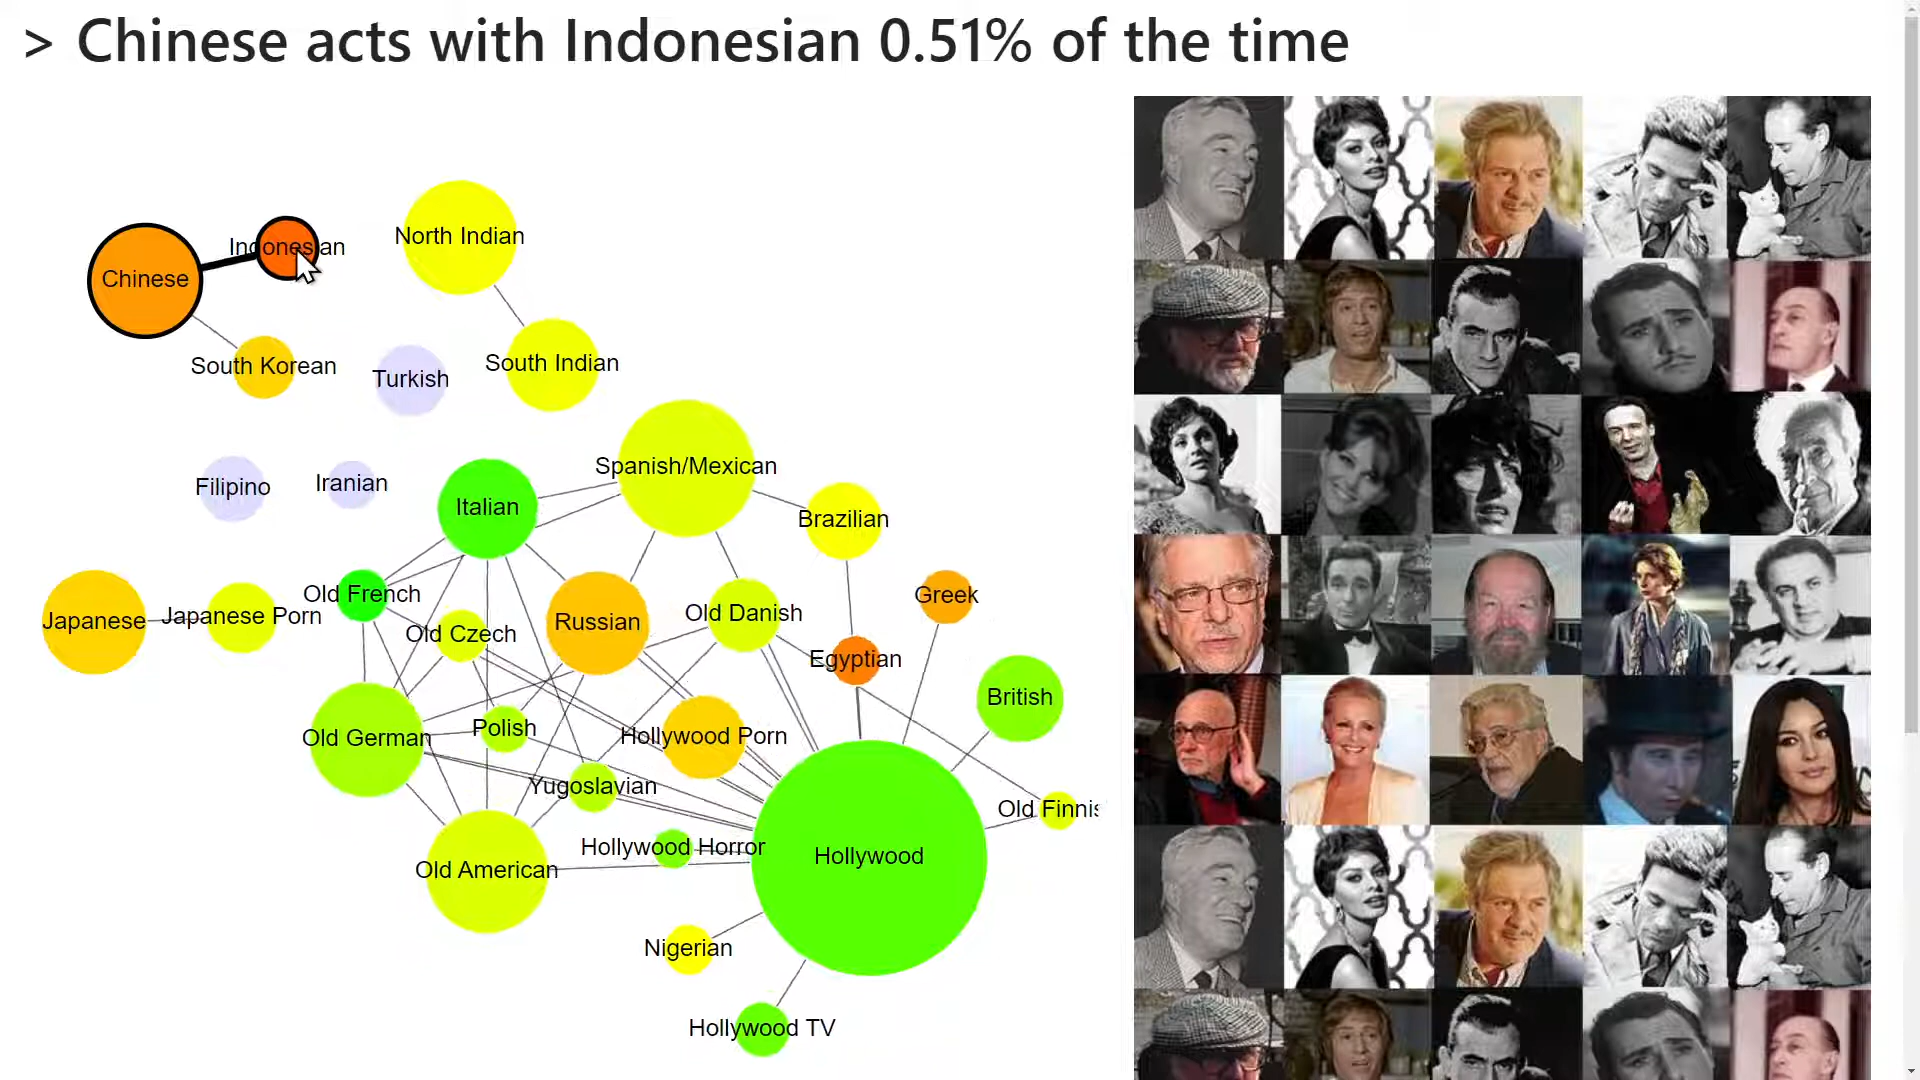 > Chinese acts with Indonesian 0.51% of the time
North Indian
Indonesian
Chinese
South Korean
Turkish
South Indian
Spanish/Mexican
Filipino
Iranian
Italian
Brazilian
Old French
Greek
Japanese
Japanese Porn
Old Czech
Russian
Old Danish
Egyptian
British
Old German
Polish
Hollywood Porn
Yugoslavian
Old Finnis
Hollywood Horror
Hollywood
Old American
Nigerian
Hollywood TV